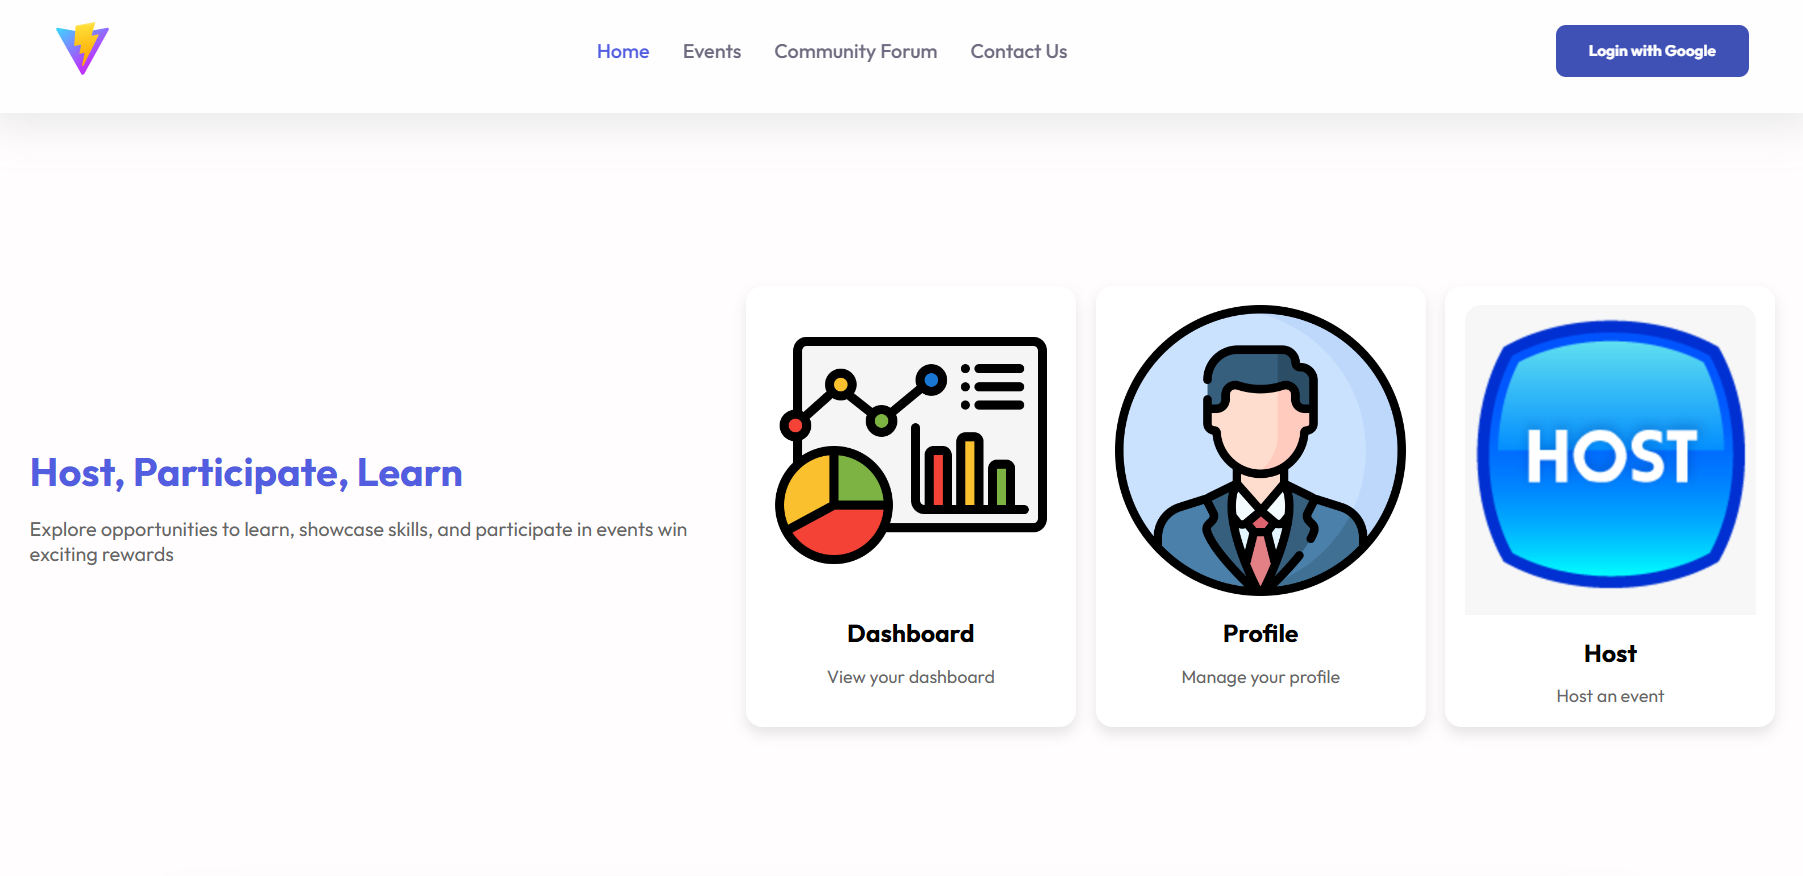 Home Events Community Forum Contact Us
Login with Google
Host, Participate, Learn
Explore opportunities to learn, showcase skills, and participate in events win
exciting rewards
Dashboard
View your dashboard
Profile
Manage your profile
HOST
Host
Host an event